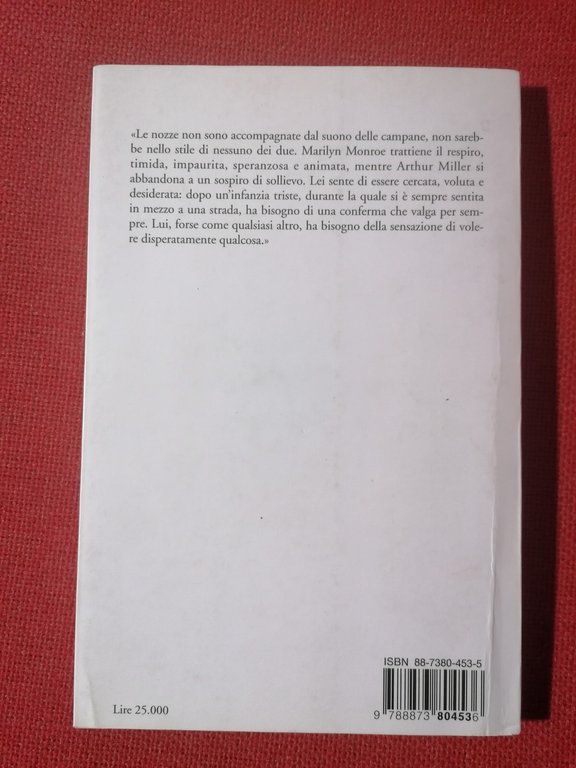 «Le nozze non sono accompagnate dal suono delle campane, non sareb-
be nello stile di nessuno dei due. Marilyn Monroe trattiene il respiro,
timida, impaurita, speranzosa e animata, mentre Arthur Miller si
abbandona a un sospiro di sollievo. Lei sente di essere cercata, voluta e
desiderata: dopo un'infanzia triste, durante la quale si è sempre sentita
in mezzo a una strada, ha bisogno di una conferma che valga per sem-
pre. Lui, forse come qualsiasi altro, ha bisogno della sensazione di vole-
re disperatamente qualcosa.»
ISBN 88-7380-453-5
Lire 25.000
9 788873 804536